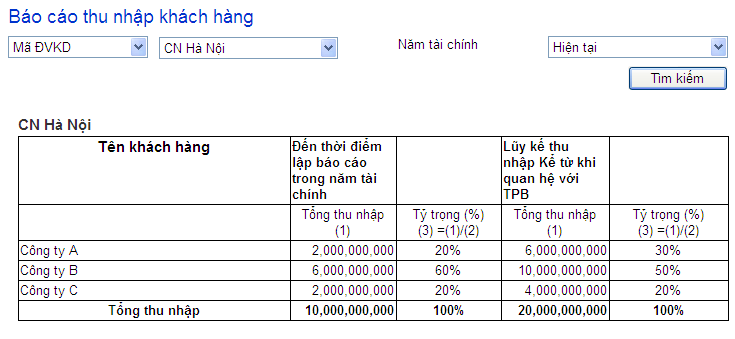 Báo cáo thu nhập khách hàng
Mã ĐVKD CN Hà Nội Năm tài chính Hiện tại
Tìm kiếm
CN Hà Nội
Tên khách hàng
Đến thời điểm
lập báo cáo
trong năm tài
chính
Lũy kế thu
nhập Kể từ khi
quan hệ với
TPB
Tổng thu nhập
(1)
Tỷ trọng (%)
(3) =(1)/(2)
Tổng thu nhập
(1)
Tỷ trọng (%)
(3) =(1)/(2)
Công ty A 2,000,000,000 20% 6,000,000,000 30%
Công ty B 6,000,000,000 60% 10,000,000,000 50%
Công ty C 2,000,000,000 20% 4,000,000,000 20%
Tổng thu nhập 10,000,000,000 100% 20,000,000,000 100%